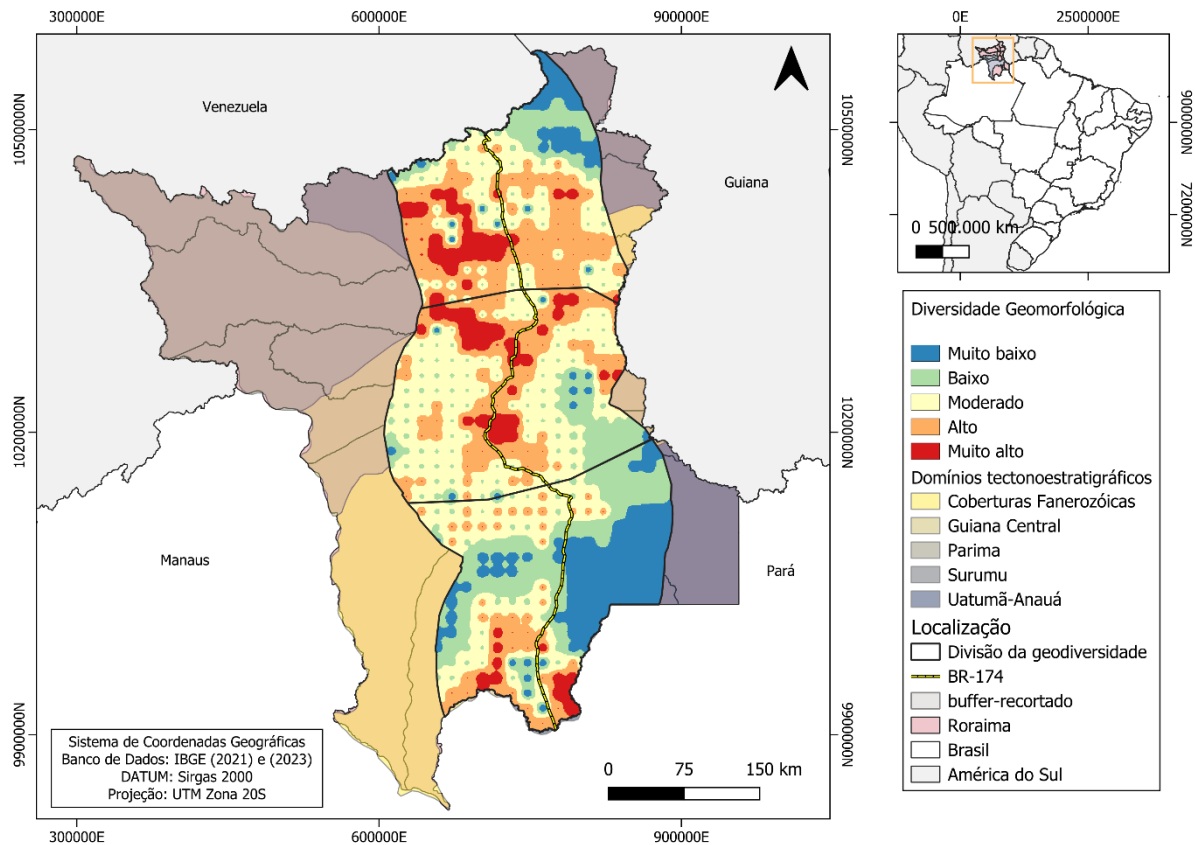 300000E
600000E
900000E
0E
2500000E
10500000N
10200000N
9900000N
Venezuela
Guiana
Manaus
Pará
10500000N
10200000N
9900000N
9000000N
7200000N
0 500.000 km
Diversidade Geomorfológica
Muito baixo
Baixo
Moderado
Alto
Muito alto
Domínios tectonoestratigráficos
Coberturas Fanerozóicas
Guiana Central
Parima
Surumu
Uatumã-Anauá
Localização
Divisão da geodiversidade
BR-174
buffer-recortado
Roraima
Brasil
América do Sul
Sistema de Coordenadas Geográficas
Banco de Dados: IBGE (2021) e (2023)
DATUM: Sirgas 2000
Projeção: UTM Zona 20S
0 75 150 km
300000E
600000E
900000E